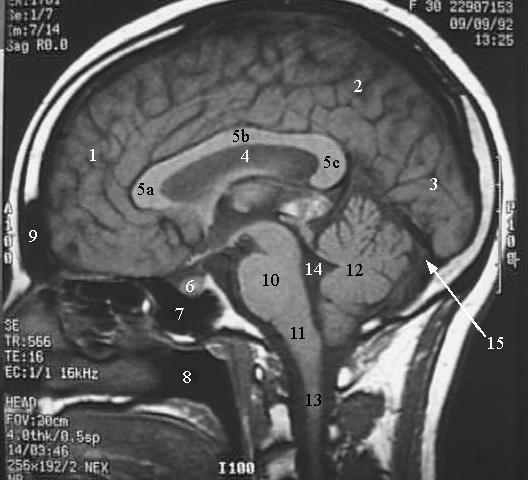 Se:1/7
Im:7/14
Sag R0.0
F 30 22907153
09/09/92
13:25
2
5b
1
4
5c
5a
3
A
100
P
100
9
6
10
14
12
7
11
15
8
13
SE
TR:566
TE:16
EC:1/1 16kHz
HEAD
FOV:20cm
4.0thk/0.5sp
14/03:46
256x192/2 NEX
I100